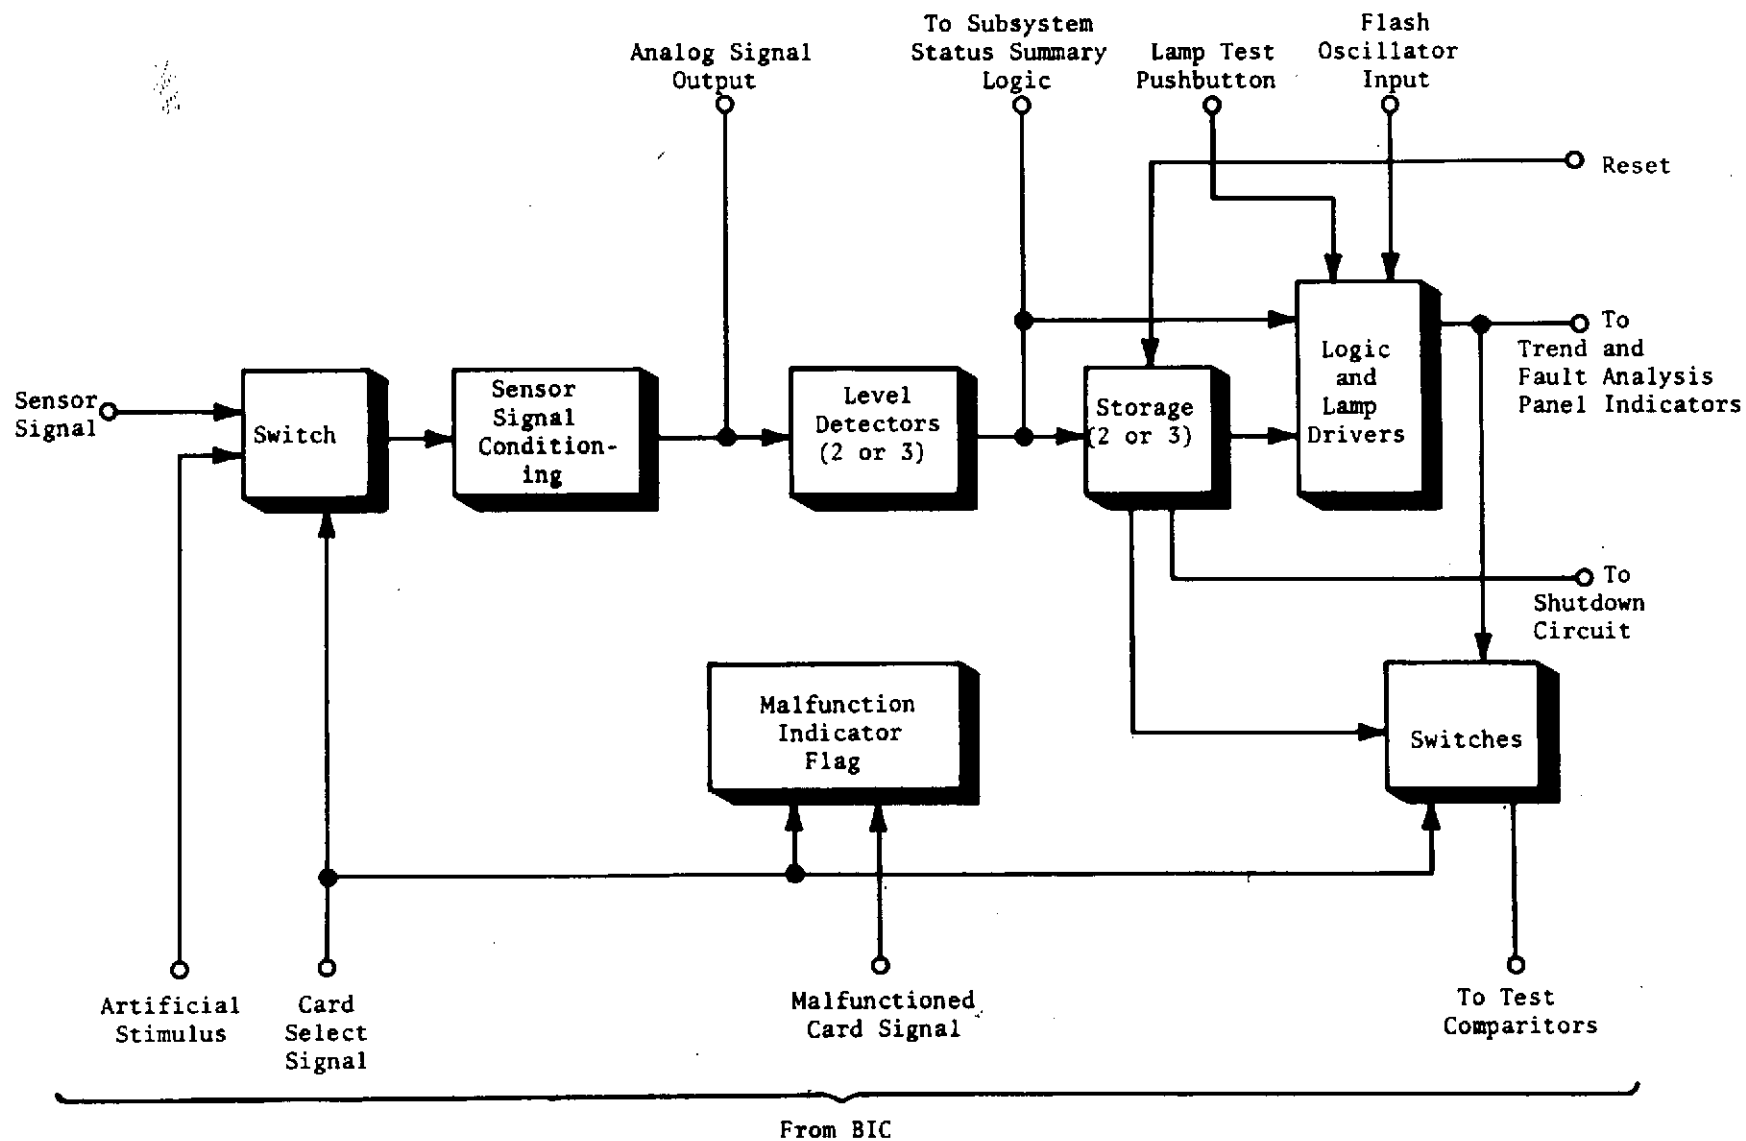 To Subsystem
Status Summary
Logic
Flash
Oscillator
Input
Analog Signal
Output
Lamp Test
Pushbutton
Reset
Sensor
Signal
Switch
Sensor
Signal
Condition-
ing
Level
Detectors
(2 or 3)
Storage
(2 or 3)
Logic
and
Lamp
Drivers
To
Trend and
Fault Analysis
Panel Indicators
To
Shutdown
Circuit
Malfunction
Indicator
Flag
Switches
Artificial
Stimulus
Card
Select
Signal
Malfunctioned
Card Signal
To Test
Comparitors
From BIC